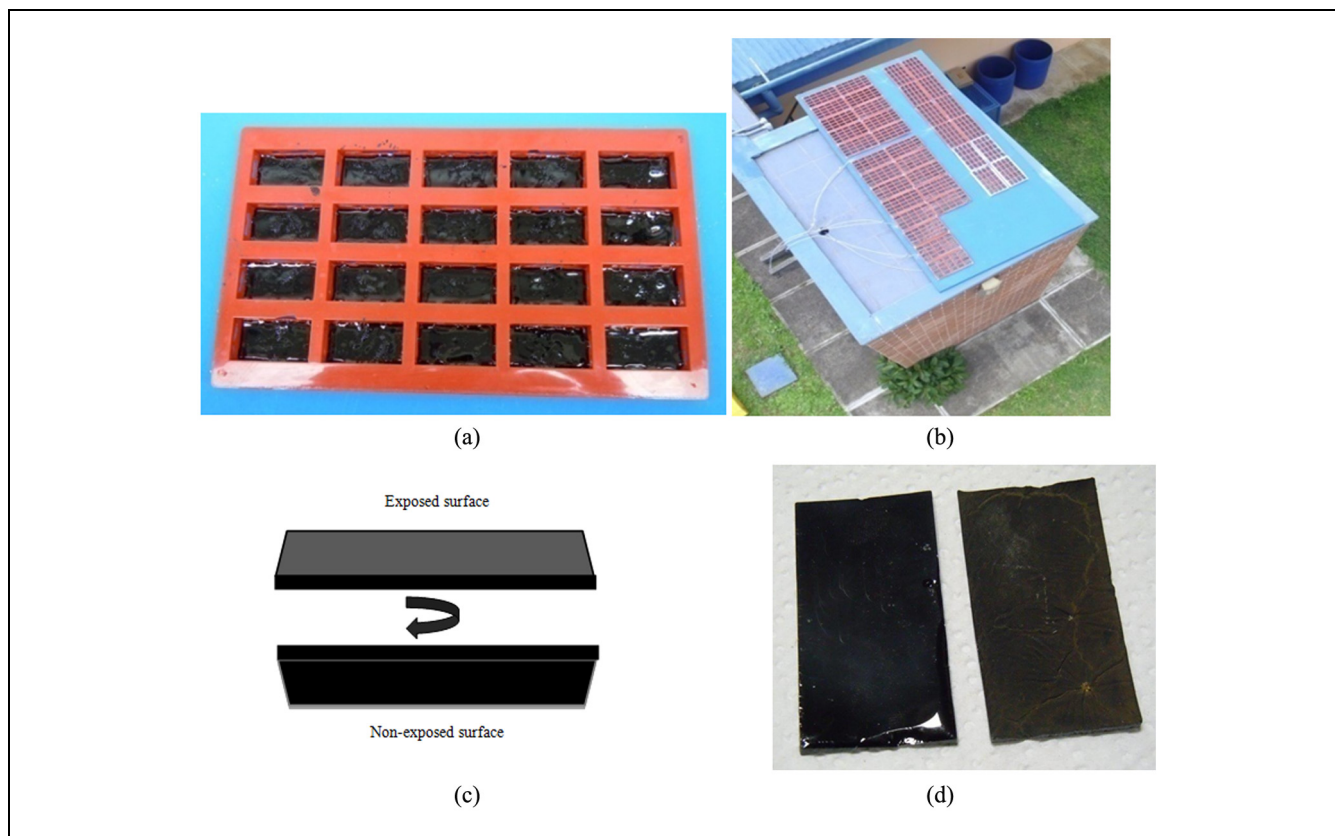 (a)
(b)
Exposed surface
Non-exposed surface
(c)
(d)